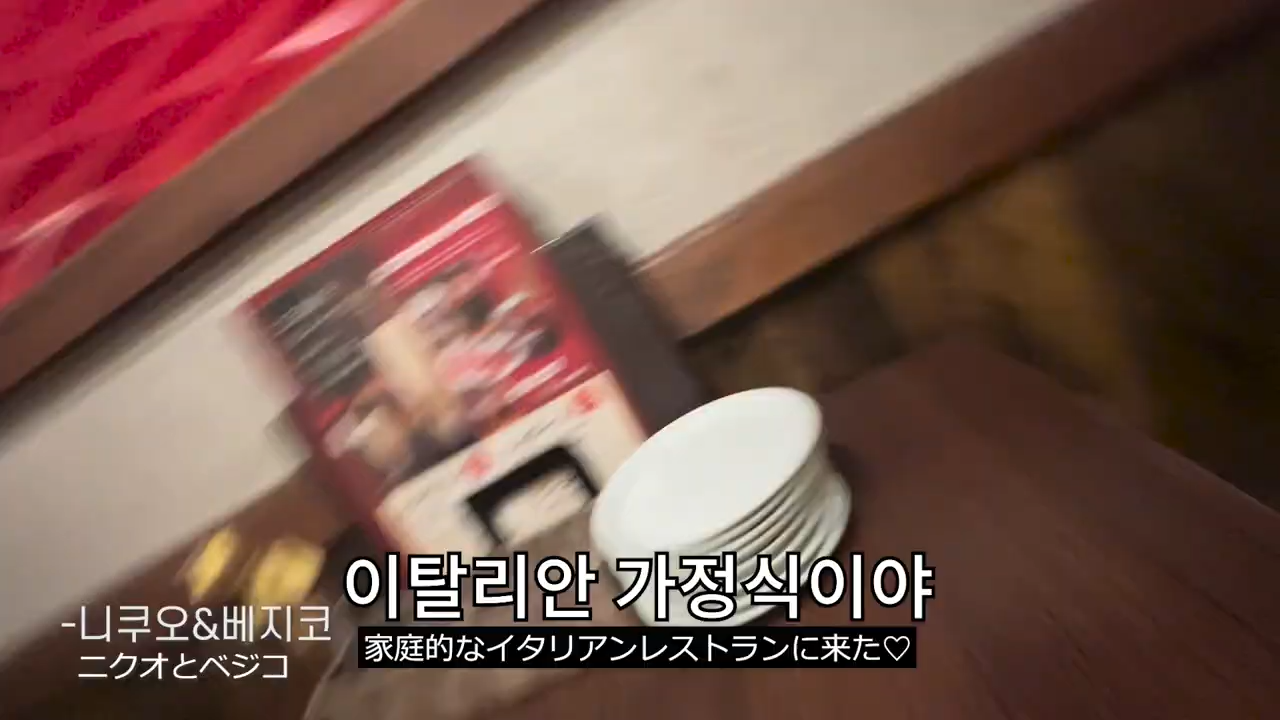 이탈리안 가정식이야
家庭的なイタリアンレストランに来た♡
-니쿠오&베지코
ニクオとベジコ